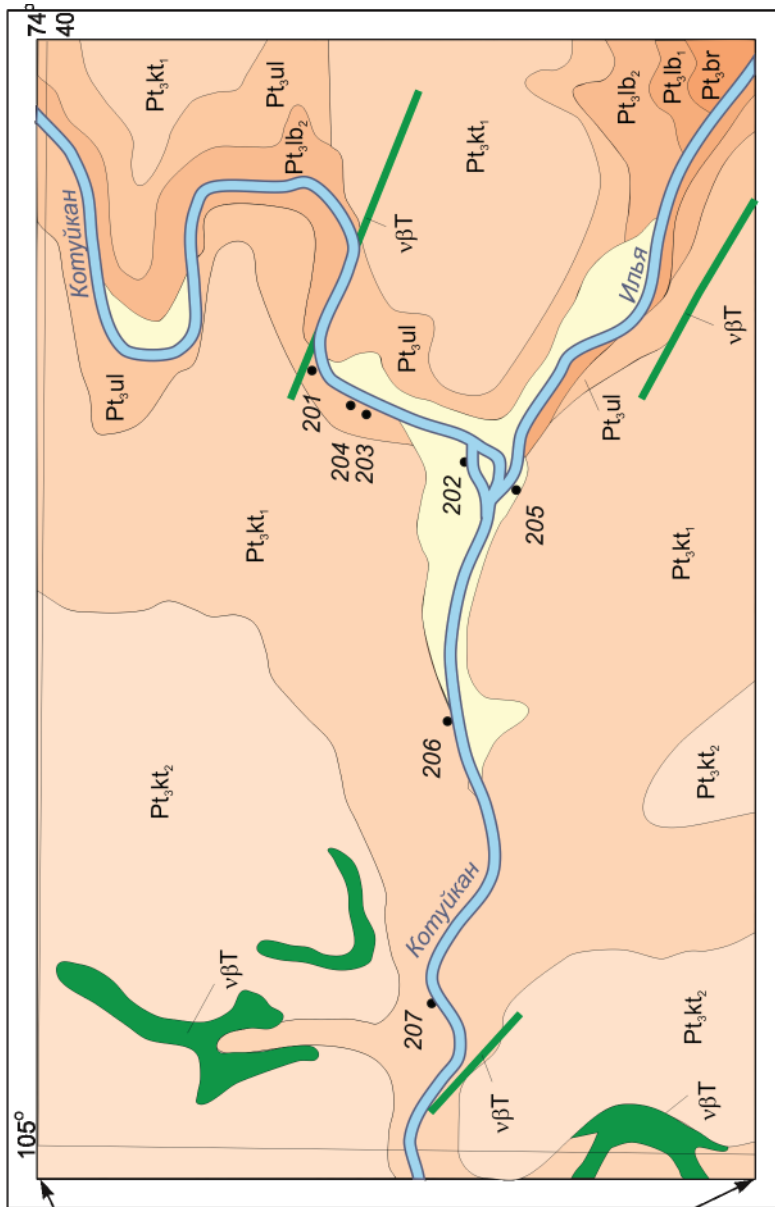 105°
74°
40
Котуйкан
Pt₃ul
Pt₃kt₂
Pt₃kt₁
νβT
Pt₃kt₁
Pt₃ul
Pt₃lb₂
201
204
203
νβT
Pt₃ul
207
Котуйкан
206
202
Pt₃kt₁
νβT
205
Pt₃ul
Илья
Pt₃lb₂
Pt₃lb₁
Pt₃kt₁
Pt₃kt₂
Pt₃kt₂
Pt₃br
νβT
νβT